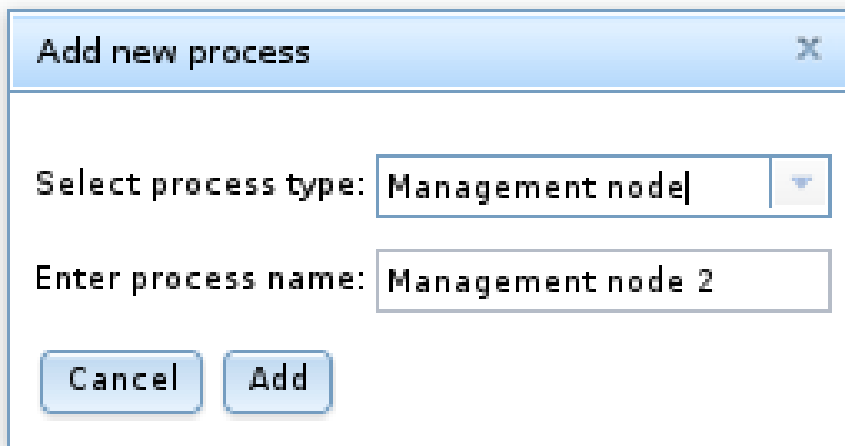 Add new process
Select process type: Management node
Enter process name: Management node 2
Cancel Add